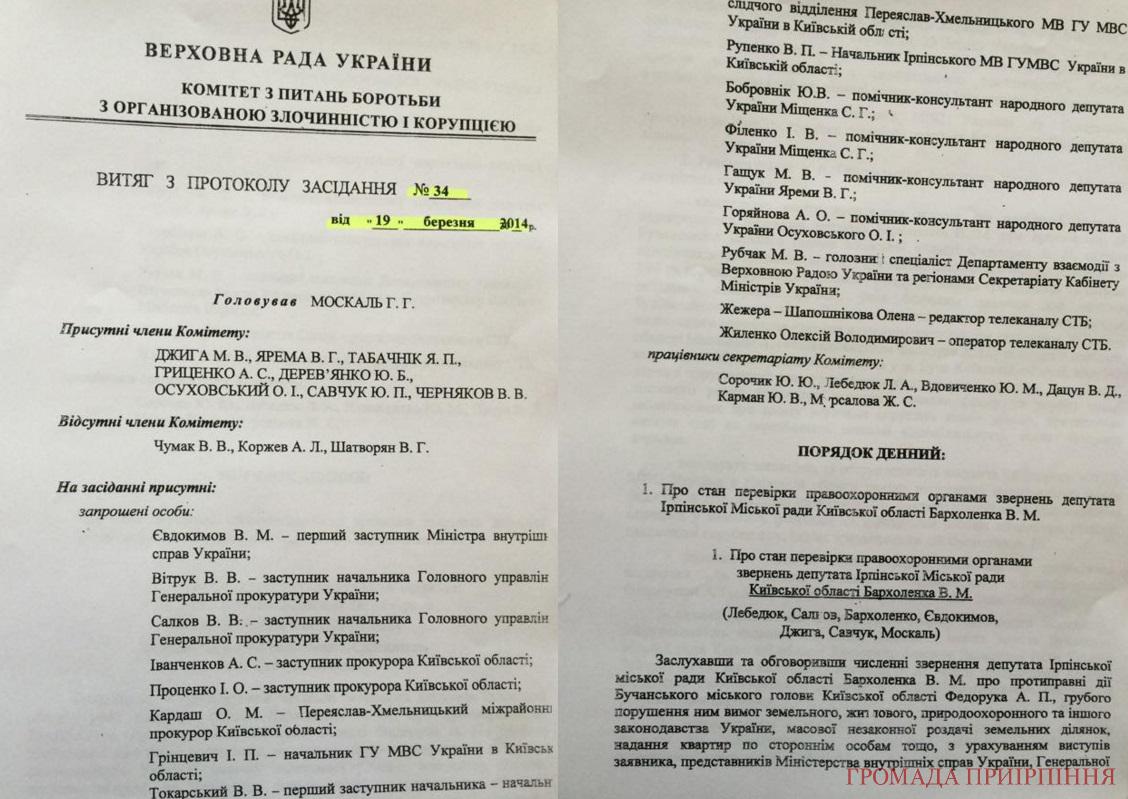 ВЕРХОВНА РАДА УКРАЇНИ
КОМІТЕТ З ПИТАНЬ БОРОТЬБИ
З ОРГАНІЗОВАНОЮ ЗЛОЧИННІСТЮ І КОРУПЦІЄЮ
ВИТЯГ З ПРОТОКОЛУ ЗАСІДАННЯ № 34
від "19" березня 2014р.
Головував МОСКАЛЬ Г. Г.
Присутні члени Комітету:
ДЖИГА М. В., ЯРЕМА В. Г., ТАБАЧНІК Я. П.,
ГРИЦЕНКО А. С., ДЕРЕВ’ЯНКО Ю. Б.,
ОСУХОВСЬКИЙ О. І., САВЧУК Ю. П., ЧЕРНЯКОВ В. В.
Відсутні члени Комітету:
Чумак В. В., Коржев А. Л., Шатворян В. Г.
На засіданні присутні:
запрошені особи:
Євдокимов В. М. – перший заступник Міністра внутрішн
справ України;
Вітрук В. В. – заступник начальника Головного управлін
Генеральної прокуратури України;
Салков В. В. – заступник начальника Головного управлін
Генеральної прокуратури України;
Іванченков А. С. – заступник прокурора Київської області;
Проценко І. О. – заступник прокурора Київської області;
Кардаш О. М. – Переяслав-Хмельницький міжрайонни
прокурор Київської області;
Грінцевич І. П. – начальник ГУ МВС України в Київськ
області;
Токарський В. В. – перший заступник начальника – начальн
слідчого відділення Переяслав-Хмельницького МВ ГУ МВС
України в Київській області;
Рупенко В. П. – Начальник Ірпінського МВ ГУМВС України в
Київській області;
Бобровнік Ю.В. – помічник-консультант народного депутата
України Міщенка С. Г.;
Філенко І. В. – помічник-консультант народного депутата
України Міщенка С. Г.;
Гащук М. В. - помічник-консультант народного депутата
України Яреми В. Г.;
Горяйнова А. О. – помічник-консультант народного депутата
України Осуховського О. І. ;
Рубчак М. В. - головний спеціаліст Департаменту взаємодії з
Верховною Радою України та регіонами Секретаріату Кабінету
Міністрів України;
Жежера – Шапошнікова Олена – редактор телеканалу СТБ;
Жиленко Олексій Володимирович – оператор телеканалу СТБ.
працівники секретаріату Комітету:
Сорочик Ю. Ю., Лебедюк Л. А., Вдовиченко Ю. М., Дацун В. Д.,
Карман Ю. В., Ж. С.
ПОРЯДОК ДЕННИЙ:
1. Про стан перевірки правоохоронними органами звернень депутата
Ірпінської Міської ради Київської області Бархоленка В. М.
1. Про стан перевірки правоохоронними органами
звернень депутата Ірпінської Міської ради
Київської області Бархоленка В. М.
(Лебедюк, Салков, Бархоленко, Євдокимов,
Джига, Савчук, Москаль)
Заслухавши та обговоривши численні звернення депутата Ірпінської
міської ради Київської області Бархоленка В. М. про протиправні дії
Бучанського міського голови Київської області Федорука А. П., грубого
порушення ним вимог земельного, житлового, природоохоронного та іншого
законодавства України, масової незаконної роздачі земельних ділянок,
надання квартир по стороннім особам тощо, з урахуванням виступів
заявника, представників Міністерства внутрішніх справ України, Генеральної
ГРОМАДА ПРИІРПІННЯ